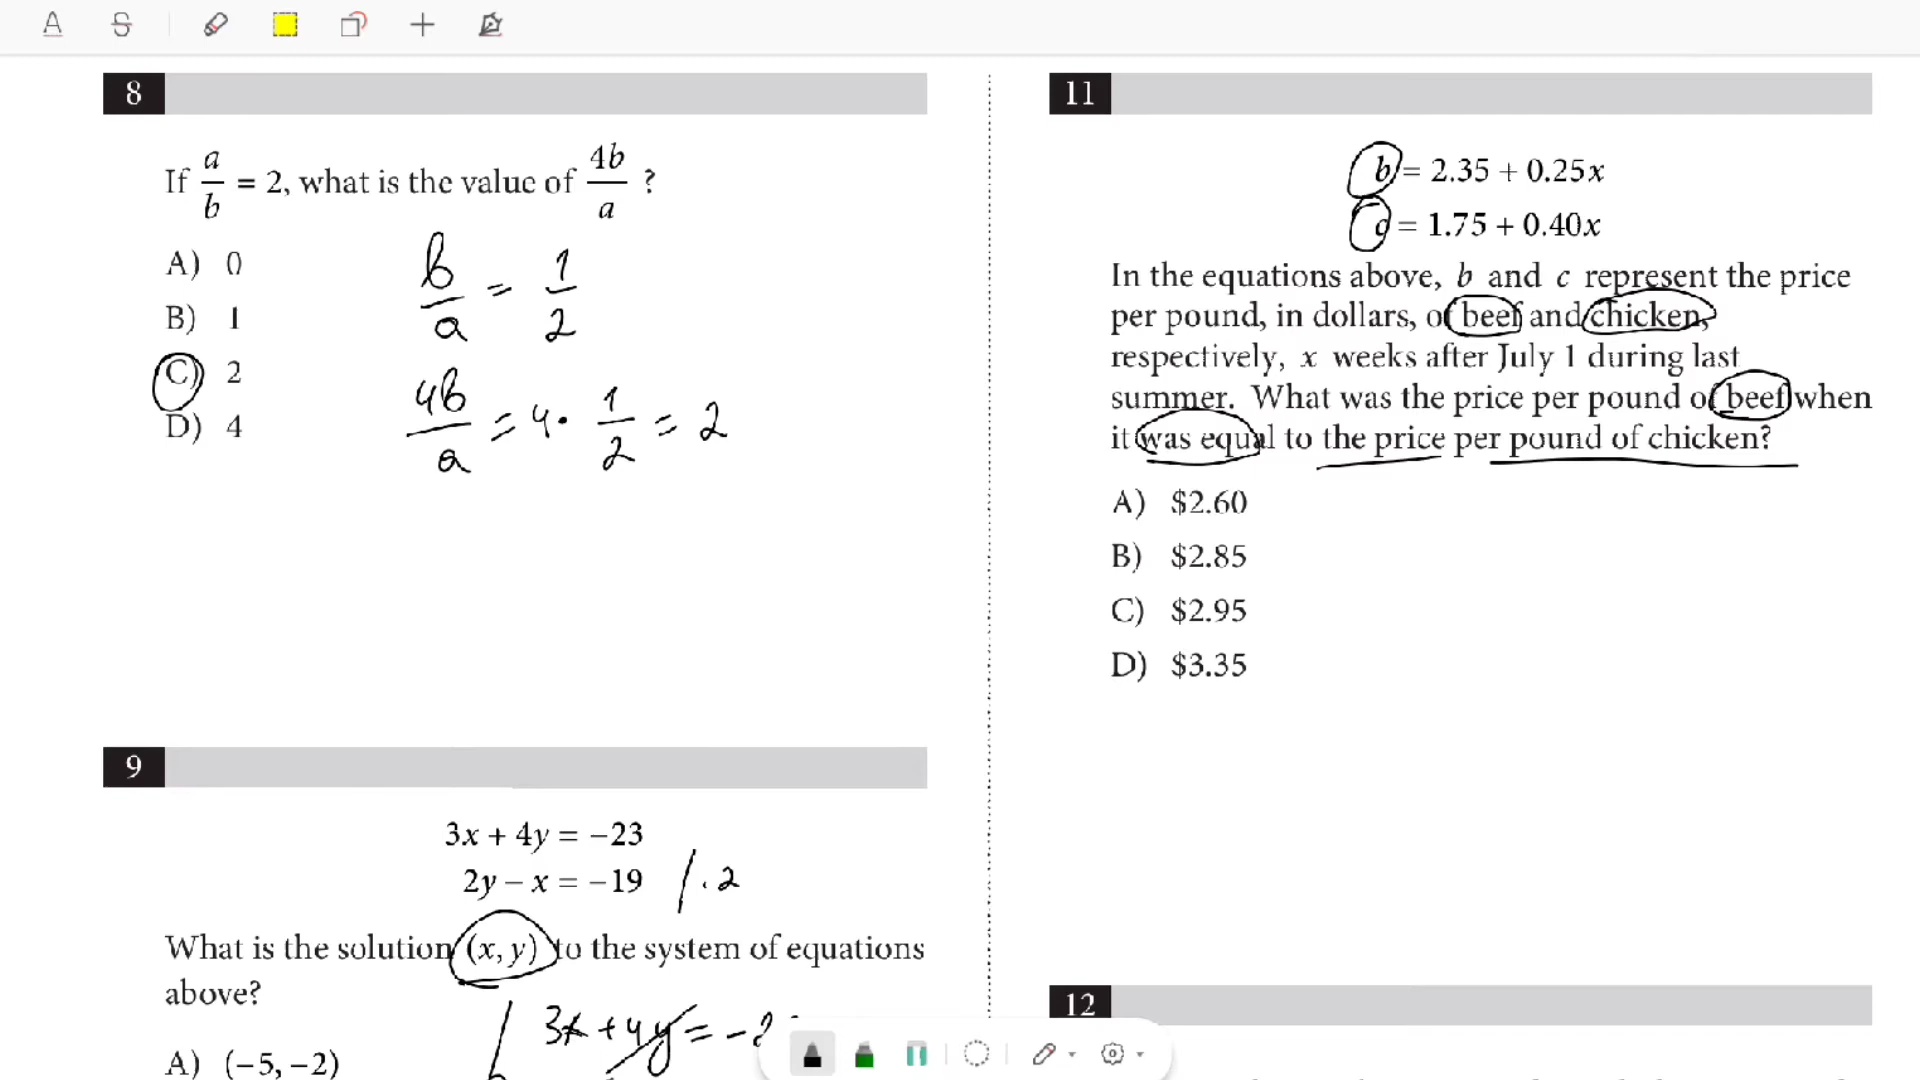 8
If a/b = 2, what is the value of 4b/a ?
A) 0
B) 1
C) 2
D) 4
b/a = 1/2
4b/a = 4 · 1/2 = 2
9
3x + 4y = −23
2y − x = −19 / . 2
What is the solution (x, y) to the system of equations
above?
3x + 4y = −2
A) (−5, −2)
11
b = 2.35 + 0.25x
c = 1.75 + 0.40x
In the equations above, b and c represent the price
per pound, in dollars, of beef and chicken,
respectively, x weeks after July 1 during last
summer. What was the price per pound of beef when
it was equal to the price per pound of chicken?
A) $2.60
B) $2.85
C) $2.95
D) $3.35
12